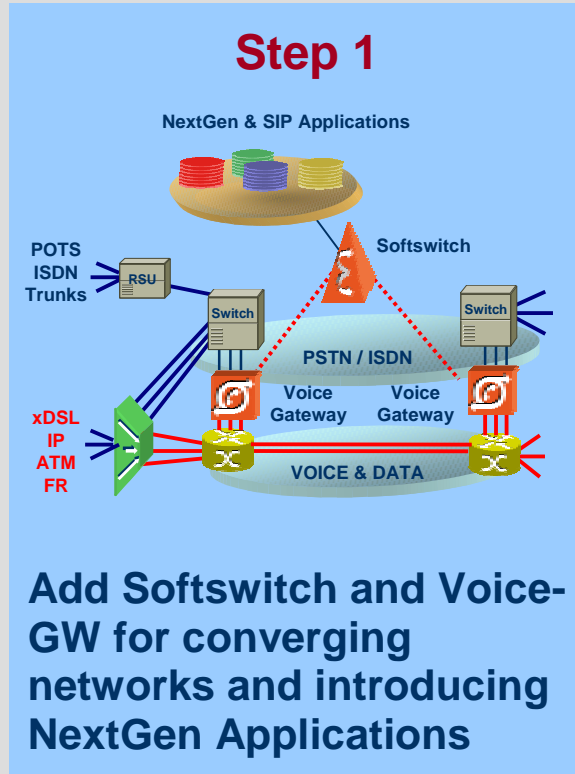 Step 1
NextGen & SIP Applications
Softswitch
POTS
ISDN
Trunks
RSU
Switch
Switch
PSTN / ISDN
Voice
Gateway
Voice
Gateway
xDSL
IP
ATM
FR
VOICE & DATA
Add Softswitch and Voice-
GW for converging
networks and introducing
NextGen Applications